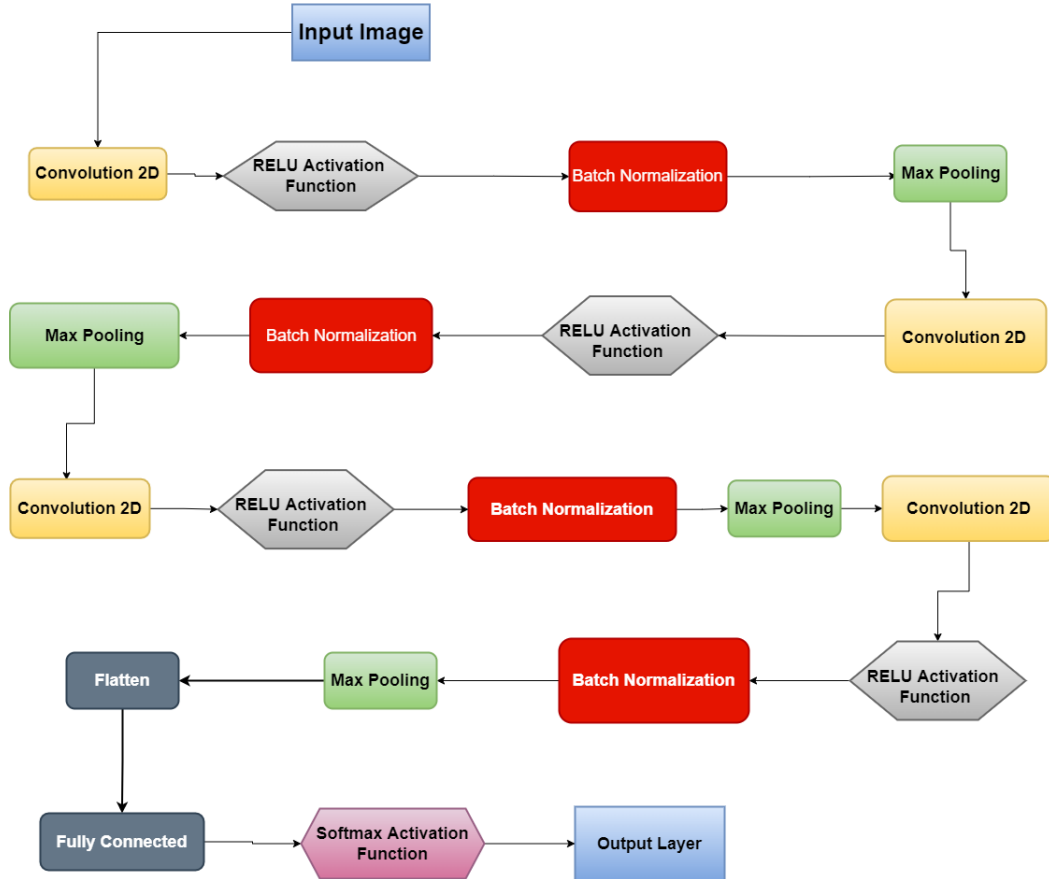 Input Image
Convolution 2D
RELU Activation
Function
Batch Normalization
Max Pooling
Max Pooling
Batch Normalization
RELU Activation
Function
Convolution 2D
Convolution 2D
RELU Activation
Function
Batch Normalization
Max Pooling
Convolution 2D
Flatten
Max Pooling
Batch Normalization
RELU Activation
Function
Fully Connected
Softmax Activation
Function
Output Layer